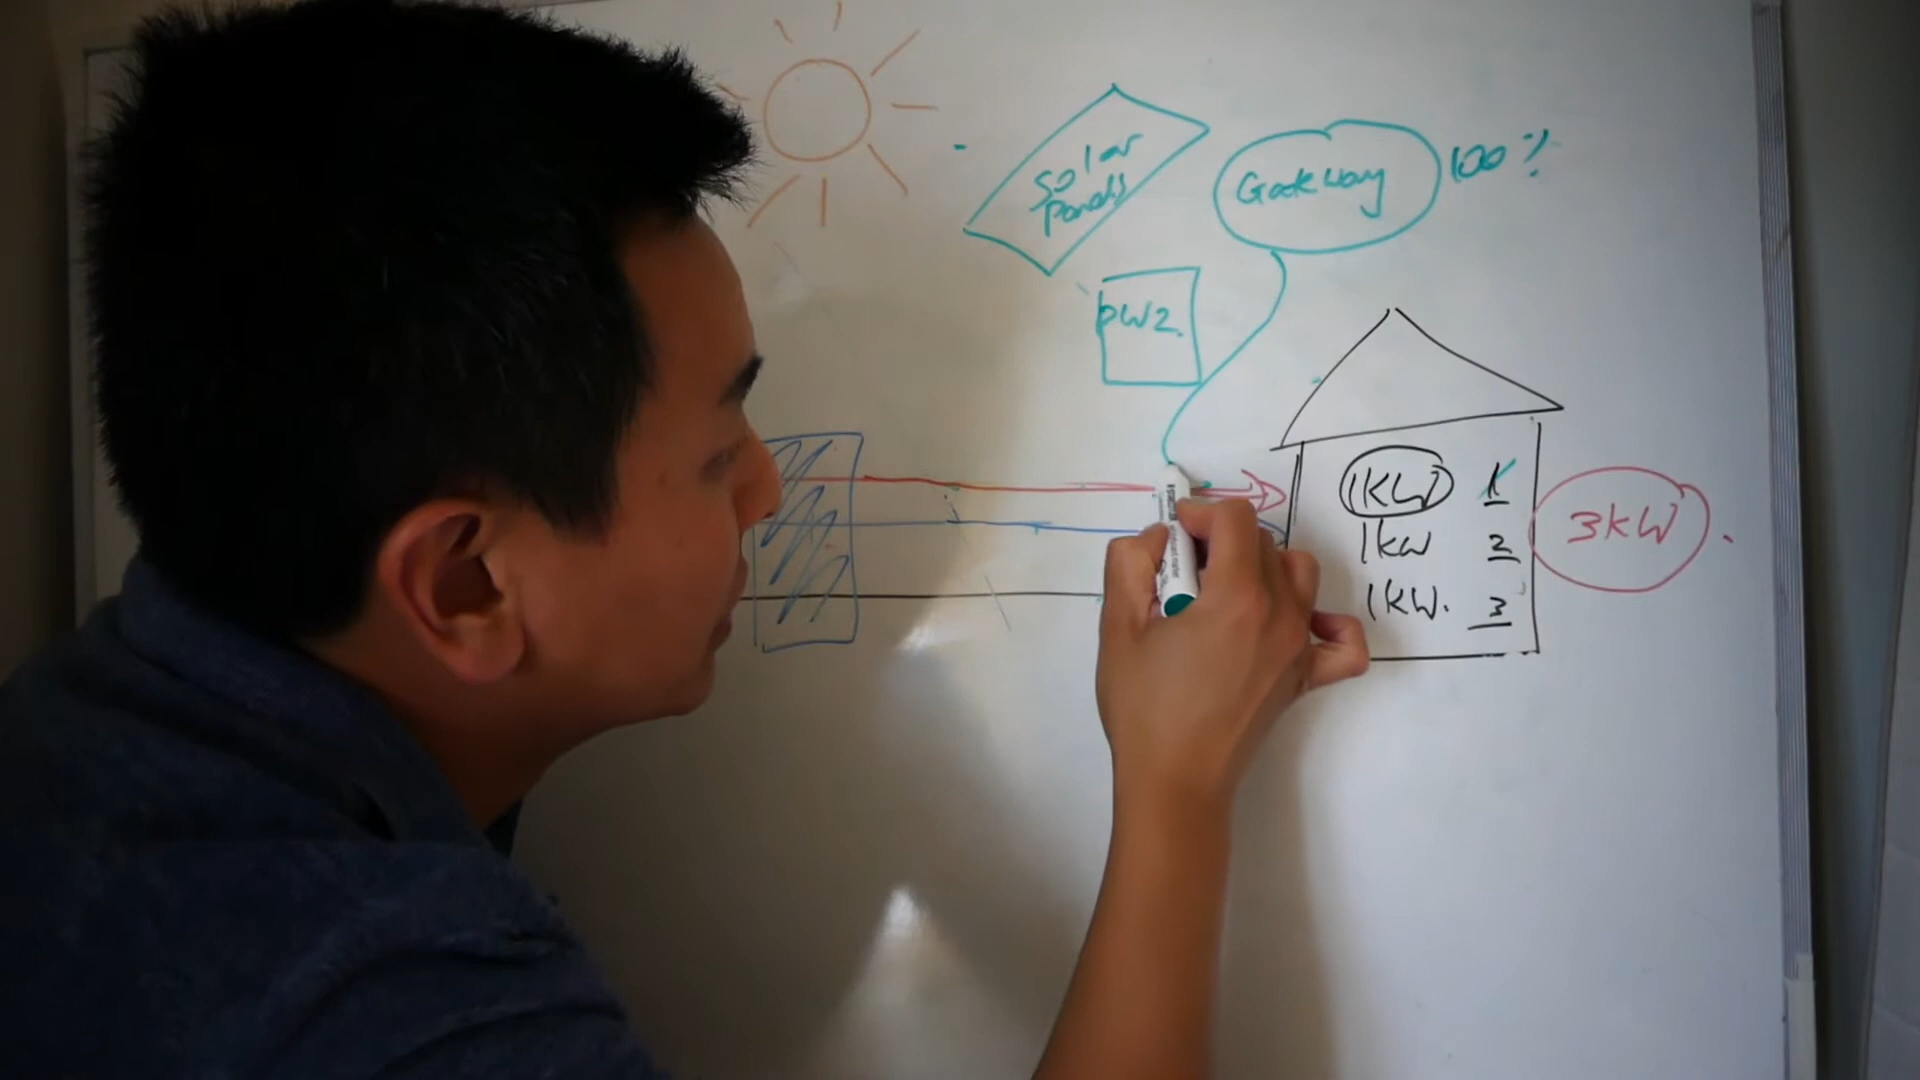 Solar
Panels
Gateway
100%
PW2.
1KW 1
1KW 2
1KW. 3
3KW.